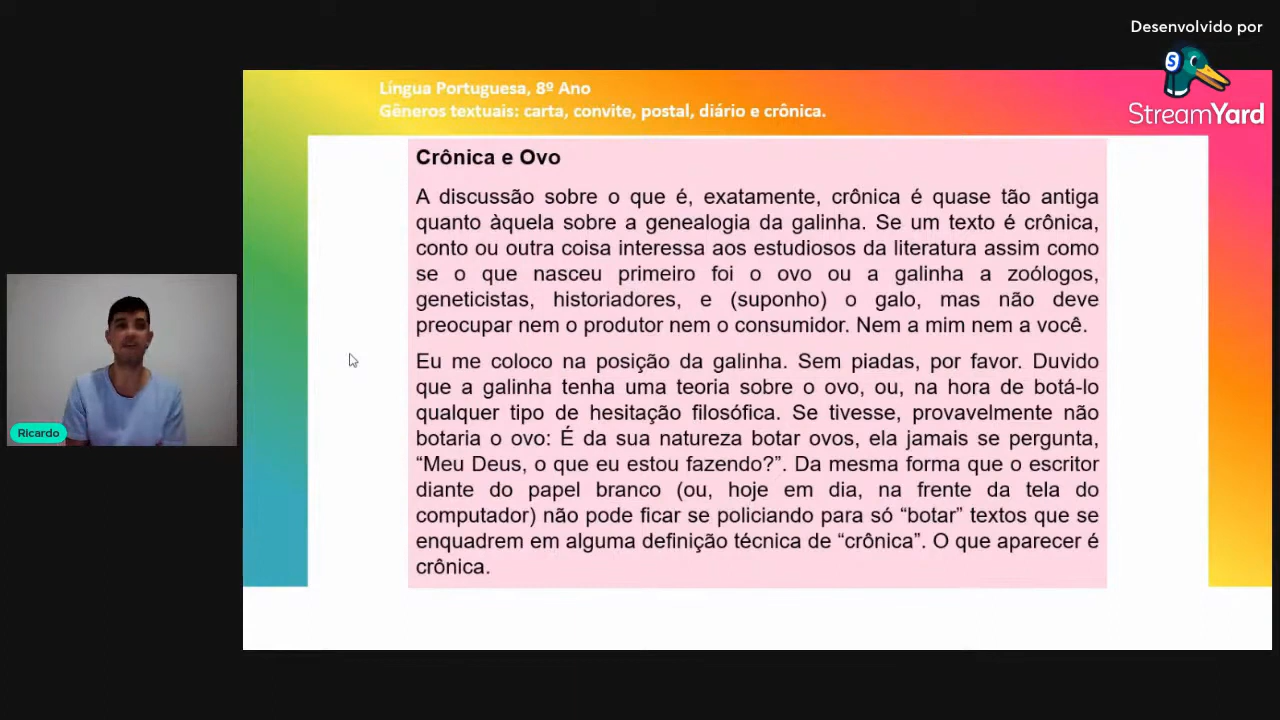 Desenvolvido por
StreamYard
Língua Portuguesa, 8º Ano
Gêneros textuais: carta, convite, postal, diário e crônica.
Crônica e Ovo
A discussão sobre o que é, exatamente, crônica é quase tão antiga
quanto àquela sobre a genealogia da galinha. Se um texto é crônica,
conto ou outra coisa interessa aos estudiosos da literatura assim como
se o que nasceu primeiro foi o ovo ou a galinha a zoólogos,
geneticistas, historiadores, e (suponho) o galo, mas não deve
preocupar nem o produtor nem o consumidor. Nem a mim nem a você.
Eu me coloco na posição da galinha. Sem piadas, por favor. Duvido
que a galinha tenha uma teoria sobre o ovo, ou, na hora de botá-lo
qualquer tipo de hesitação filosófica. Se tivesse, provavelmente não
botaria o ovo: É da sua natureza botar ovos, ela jamais se pergunta,
“Meu Deus, o que eu estou fazendo?”. Da mesma forma que o escritor
diante do papel branco (ou, hoje em dia, na frente da tela do
computador) não pode ficar se policiando para só “botar” textos que se
enquadrem em alguma definição técnica de “crônica”. O que aparecer é
crônica.
Ricardo